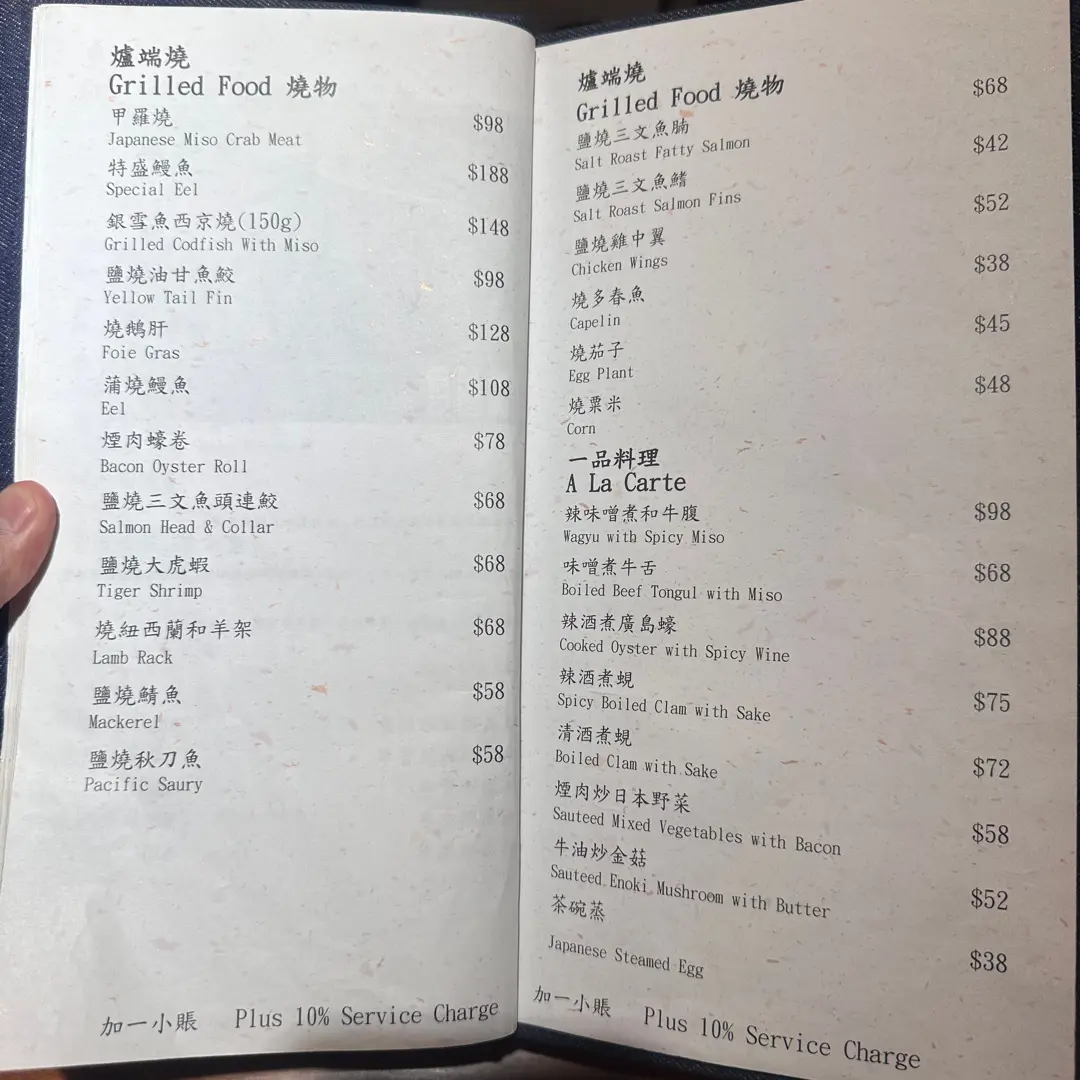 爐端燒
Grilled Food 燒物
甲羅燒 $98
Japanese Miso Crab Meat
特盛鰻魚 $188
Special Eel
銀雪魚西京燒(150g) $148
Grilled Codfish With Miso
鹽燒油甘魚鮫 $98
Yellow Tail Fin
燒鵝肝 $128
Foie Gras
蒲燒鰻魚 $108
Eel
煙肉蠔卷 $78
Bacon Oyster Roll
鹽燒三文魚頭連鮫 $68
Salmon Head & Collar
鹽燒大虎蝦 $68
Tiger Shrimp
燒紐西蘭和羊架 $68
Lamb Rack
鹽燒鯖魚 $58
Mackerel
鹽燒秋刀魚 $58
Pacific Saury
加一小賬 Plus 10% Service Charge
爐端燒
Grilled Food 燒物 $68
鹽燒三文魚腩
Salt Roast Fatty Salmon $42
鹽燒三文魚鰭
Salt Roast Salmon Fins $52
鹽燒雞中翼
Chicken Wings $38
燒多春魚
Capelin $45
燒茄子
Egg Plant $48
燒粟米
Corn
一品料理
A La Carte
辣味噌煮和牛腹 $98
Wagyu with Spicy Miso
味噌煮牛舌 $68
Boiled Beef Tongul with Miso
辣酒煮廣島蠔 $88
Cooked Oyster with Spicy Wine
辣酒煮蜆 $75
Spicy Boiled Clam with Sake
清酒煮蜆 $72
Boiled Clam with Sake
煙肉炒日本野菜 $58
Sauteed Mixed Vegetables with Bacon
牛油炒金菇 $52
Sauteed Enoki Mushroom with Butter
茶碗蒸 $38
Japanese Steamed Egg
加一小賬 Plus 10% Service Charge